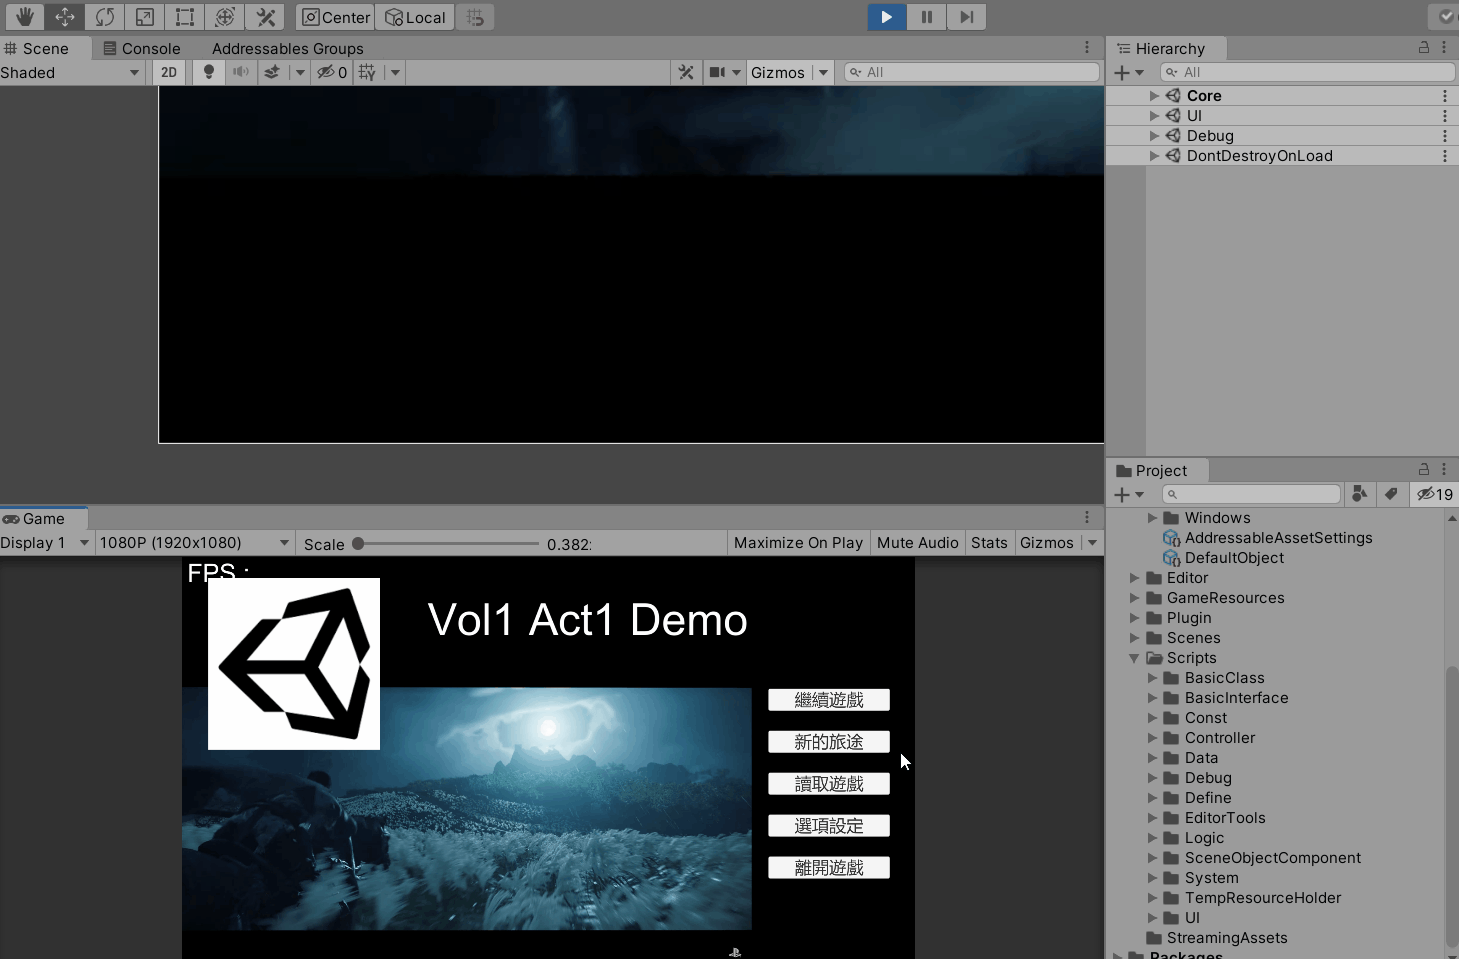 Center
Local
Scene
Console
Addressables Groups
Shaded
2D
0
Gizmos
All
Hierarchy
All
Core
UI
Debug
DontDestroyOnLoad
Project
19
Windows
AddressableAssetSettings
DefaultObject
Editor
GameResources
Plugin
Scenes
Scripts
BasicClass
BasicInterface
Const
Controller
Data
Debug
Define
EditorTools
Logic
SceneObjectComponent
System
TempResourceHolder
UI
StreamingAssets
Packages
Game
Display 1
1080P (1920x1080)
Scale
0.382
Maximize On Play
Mute Audio
Stats
Gizmos
FPS :
Vol1 Act1 Demo
繼續遊戲
新的旅途
讀取遊戲
選項設定
離開遊戲